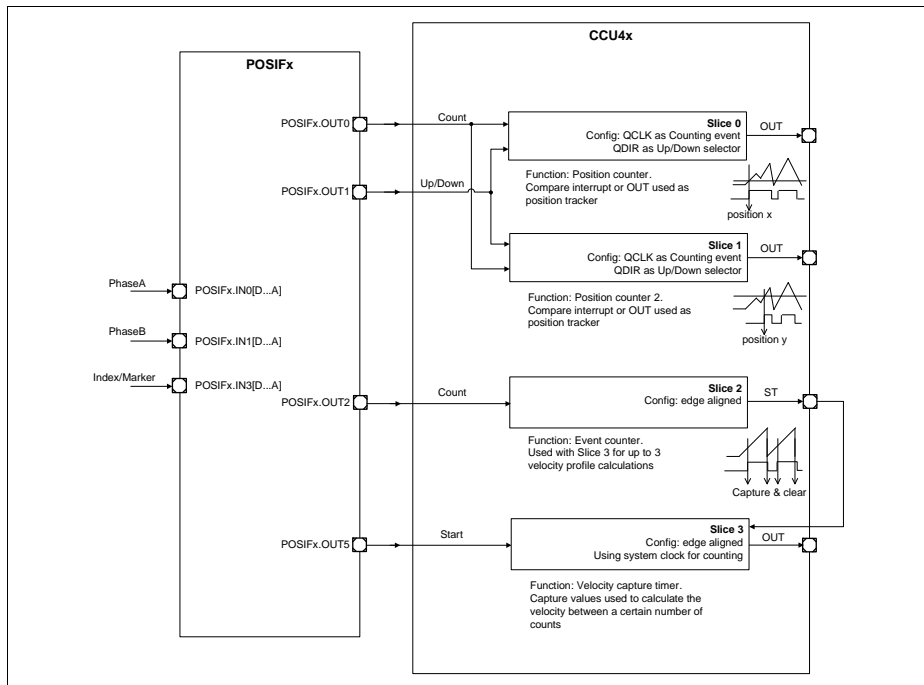 CCU4x
POSIFx
POSIFx.OUT0
Count
Slice 0
Config: QCLK as Counting event
QDIR as Up/Down selector
OUT
Function: Position counter.
Compare interrupt or OUT used as
position tracker
position x
POSIFx.OUT1
Up/Down
Slice 1
Config: QCLK as Counting event
QDIR as Up/Down selector
OUT
Function: Position counter 2.
Compare interrupt or OUT used as
position tracker
position y
PhaseA
POSIFx.IN0[D...A]
PhaseB
POSIFx.IN1[D...A]
Index/Marker
POSIFx.IN3[D...A]
POSIFx.OUT2
Count
Slice 2
Config: edge aligned
ST
Function: Event counter.
Used with Slice 3 for up to 3
velocity profile calculations
Capture & clear
POSIFx.OUT5
Start
Slice 3
Config: edge aligned
Using system clock for counting
OUT
Function: Velocity capture timer.
Capture values used to calculate the
velocity between a certain number of
counts